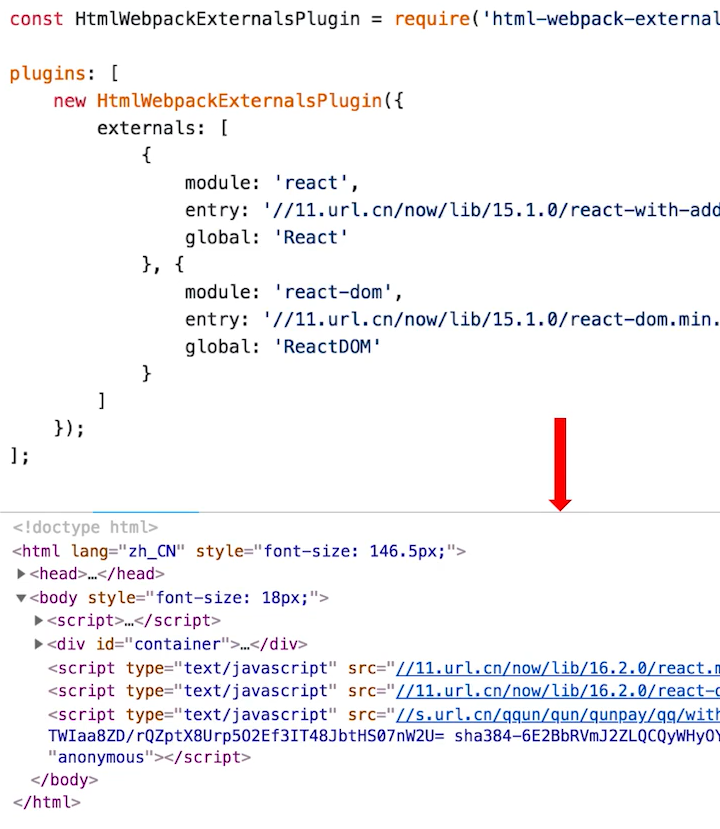 const HtmlWebpackExternalsPlugin = require('html-webpack-external
plugins: [
new HtmlWebpackExternalsPlugin({
externals: [
{
module: 'react',
entry: '//11.url.cn/now/lib/15.1.0/react-with-add
global: 'React'
}, {
module: 'react-dom',
entry: '//11.url.cn/now/lib/15.1.0/react-dom.min.
global: 'ReactDOM'
}
]
});
];
<!doctype html>
<html lang="zh_CN" style="font-size: 146.5px;">
<head>…</head>
<body style="font-size: 18px;">
<script>…</script>
<div id="container">…</div>
<script type="text/javascript" src="//11.url.cn/now/lib/16.2.0/react.m
<script type="text/javascript" src="//11.url.cn/now/lib/16.2.0/react-d
<script type="text/javascript" src="//s.url.cn/qqun/qun/qunpay/qq/with
TWIaa8ZD/rQZptX8Urp5O2Ef3IT48JbtHS07nW2U= sha384-6E2BbRVmJ2ZLQCQyWHyOY
"anonymous"></script>
</body>
</html>